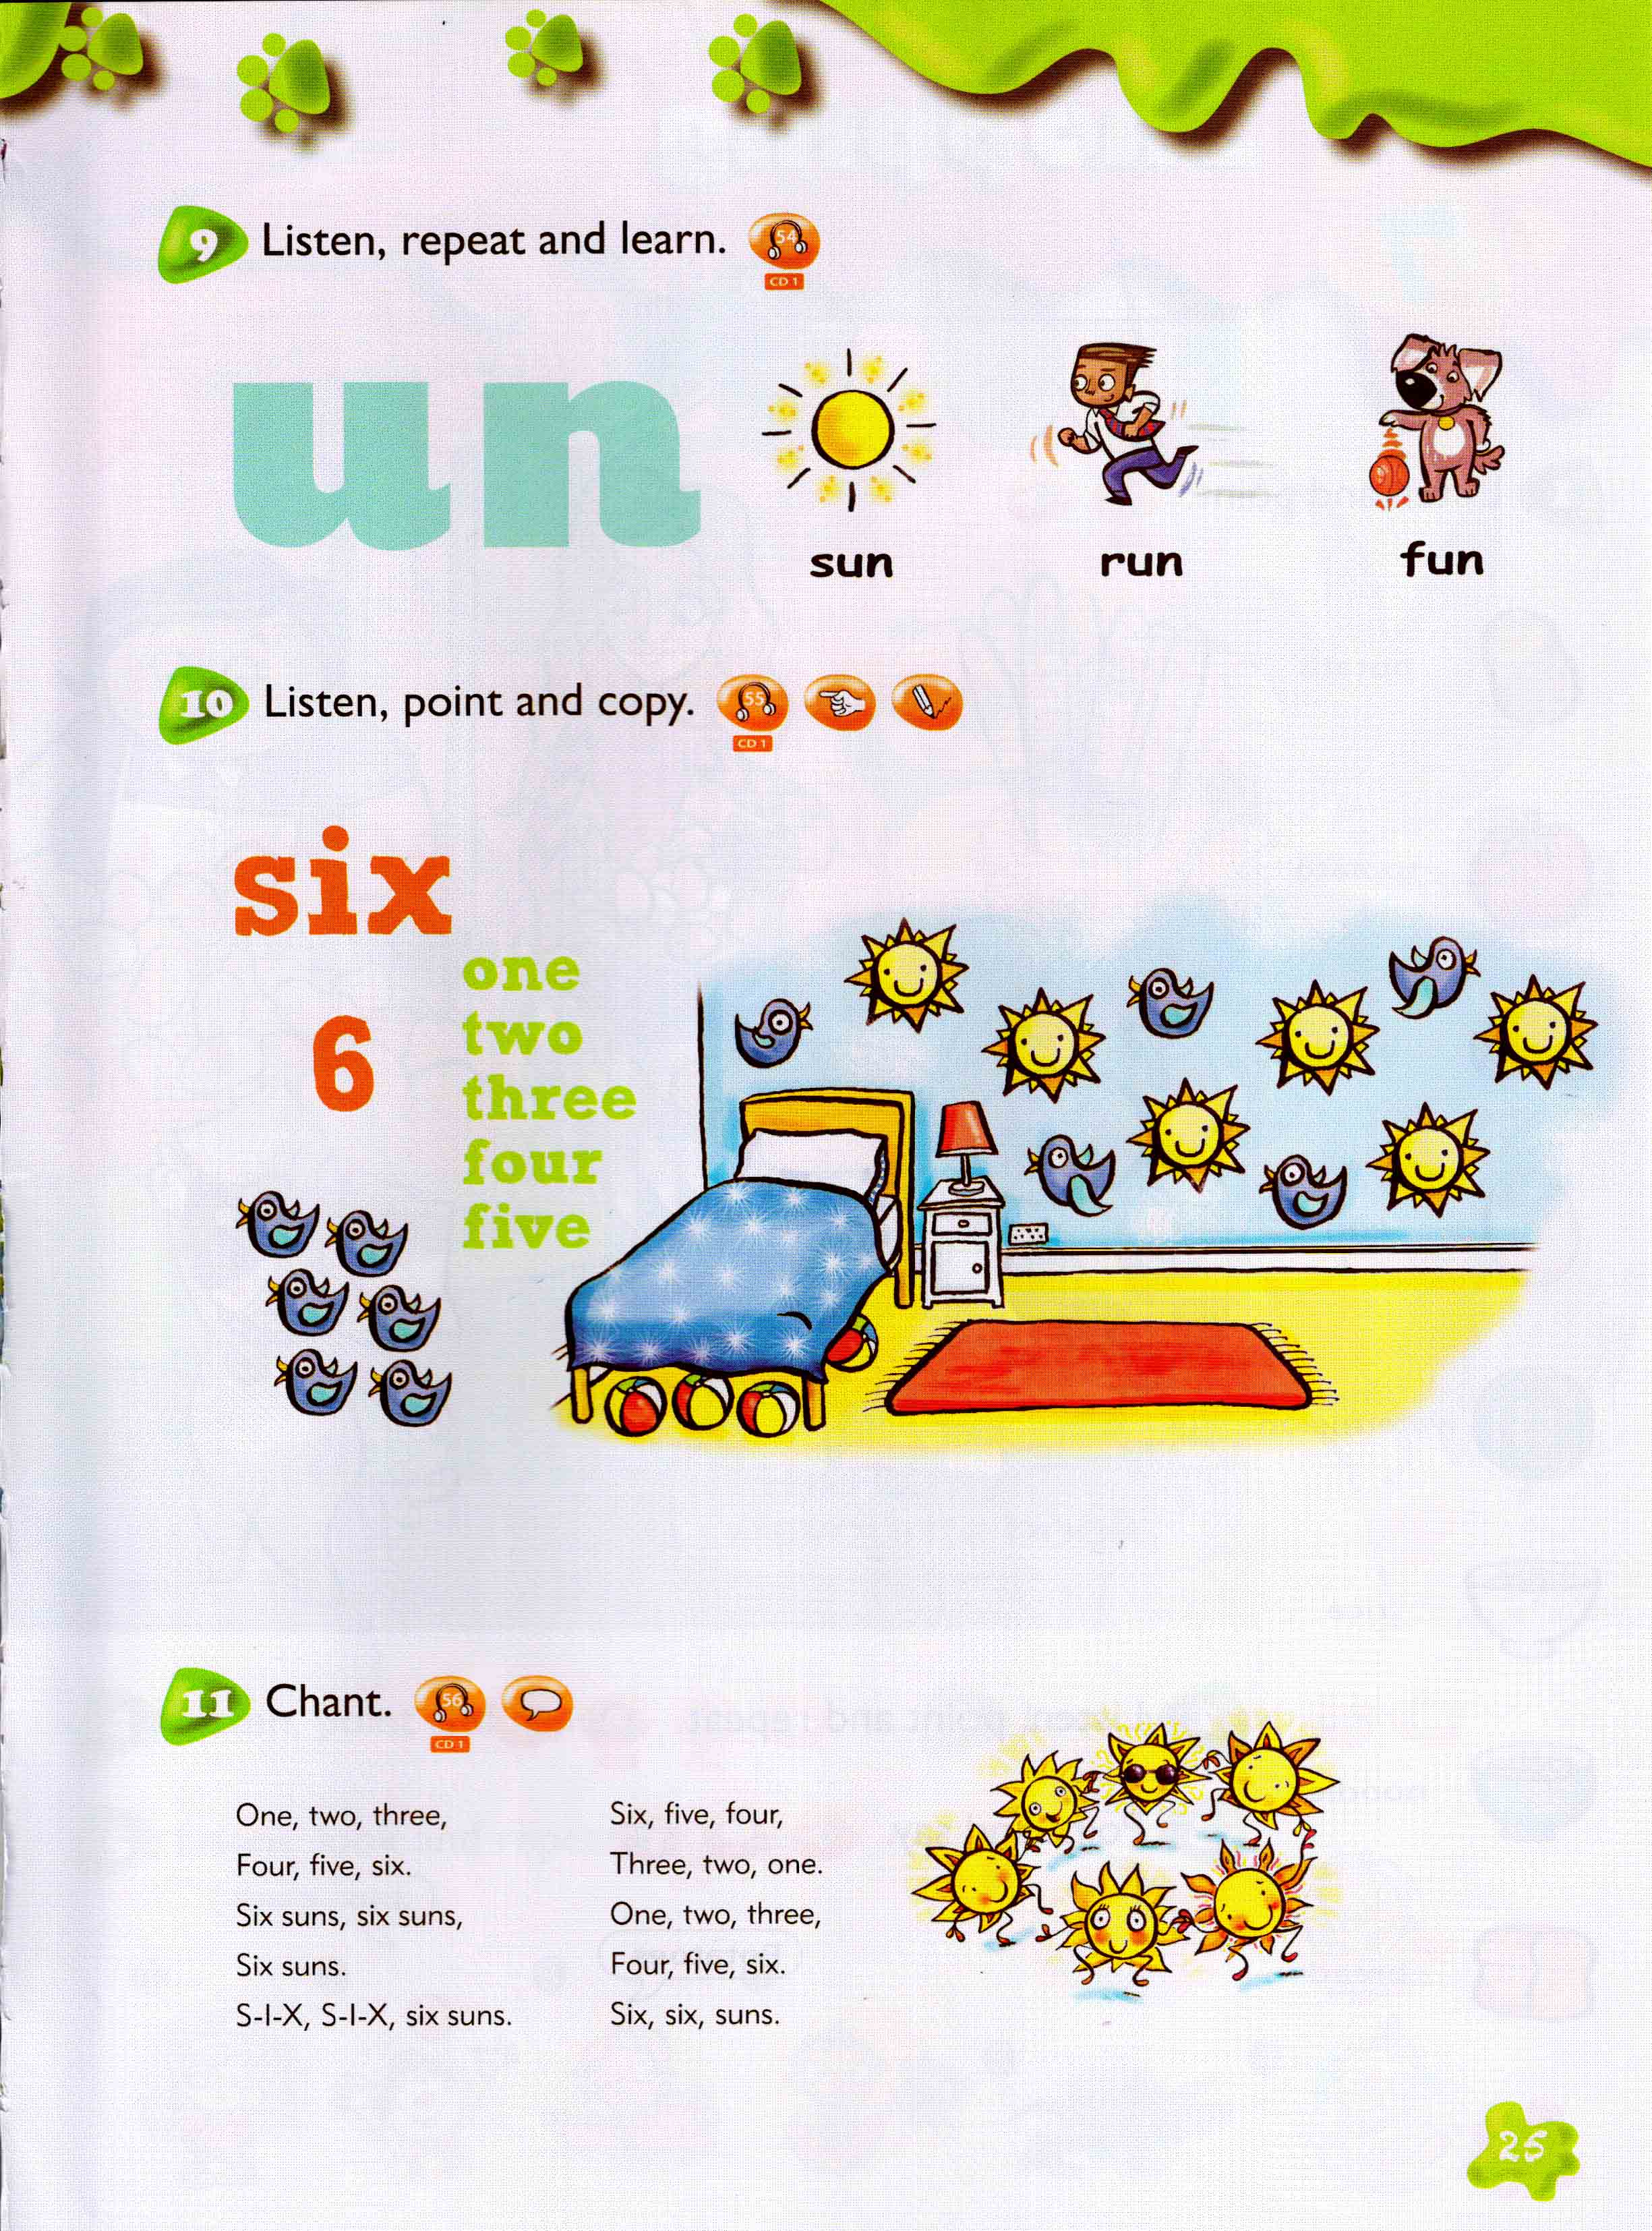 9 Listen, repeat and learn. 54
CD 1
un
sun run fun
10 Listen, point and copy. 55
CD 1
six
6
one
two
three
four
five
11 Chant. 56
CD 1
One, two, three,
Four, five, six.
Six suns, six suns,
Six suns.
S-I-X, S-I-X, six suns.
Six, five, four,
Three, two, one.
One, two, three,
Four, five, six.
Six, six, suns.
25